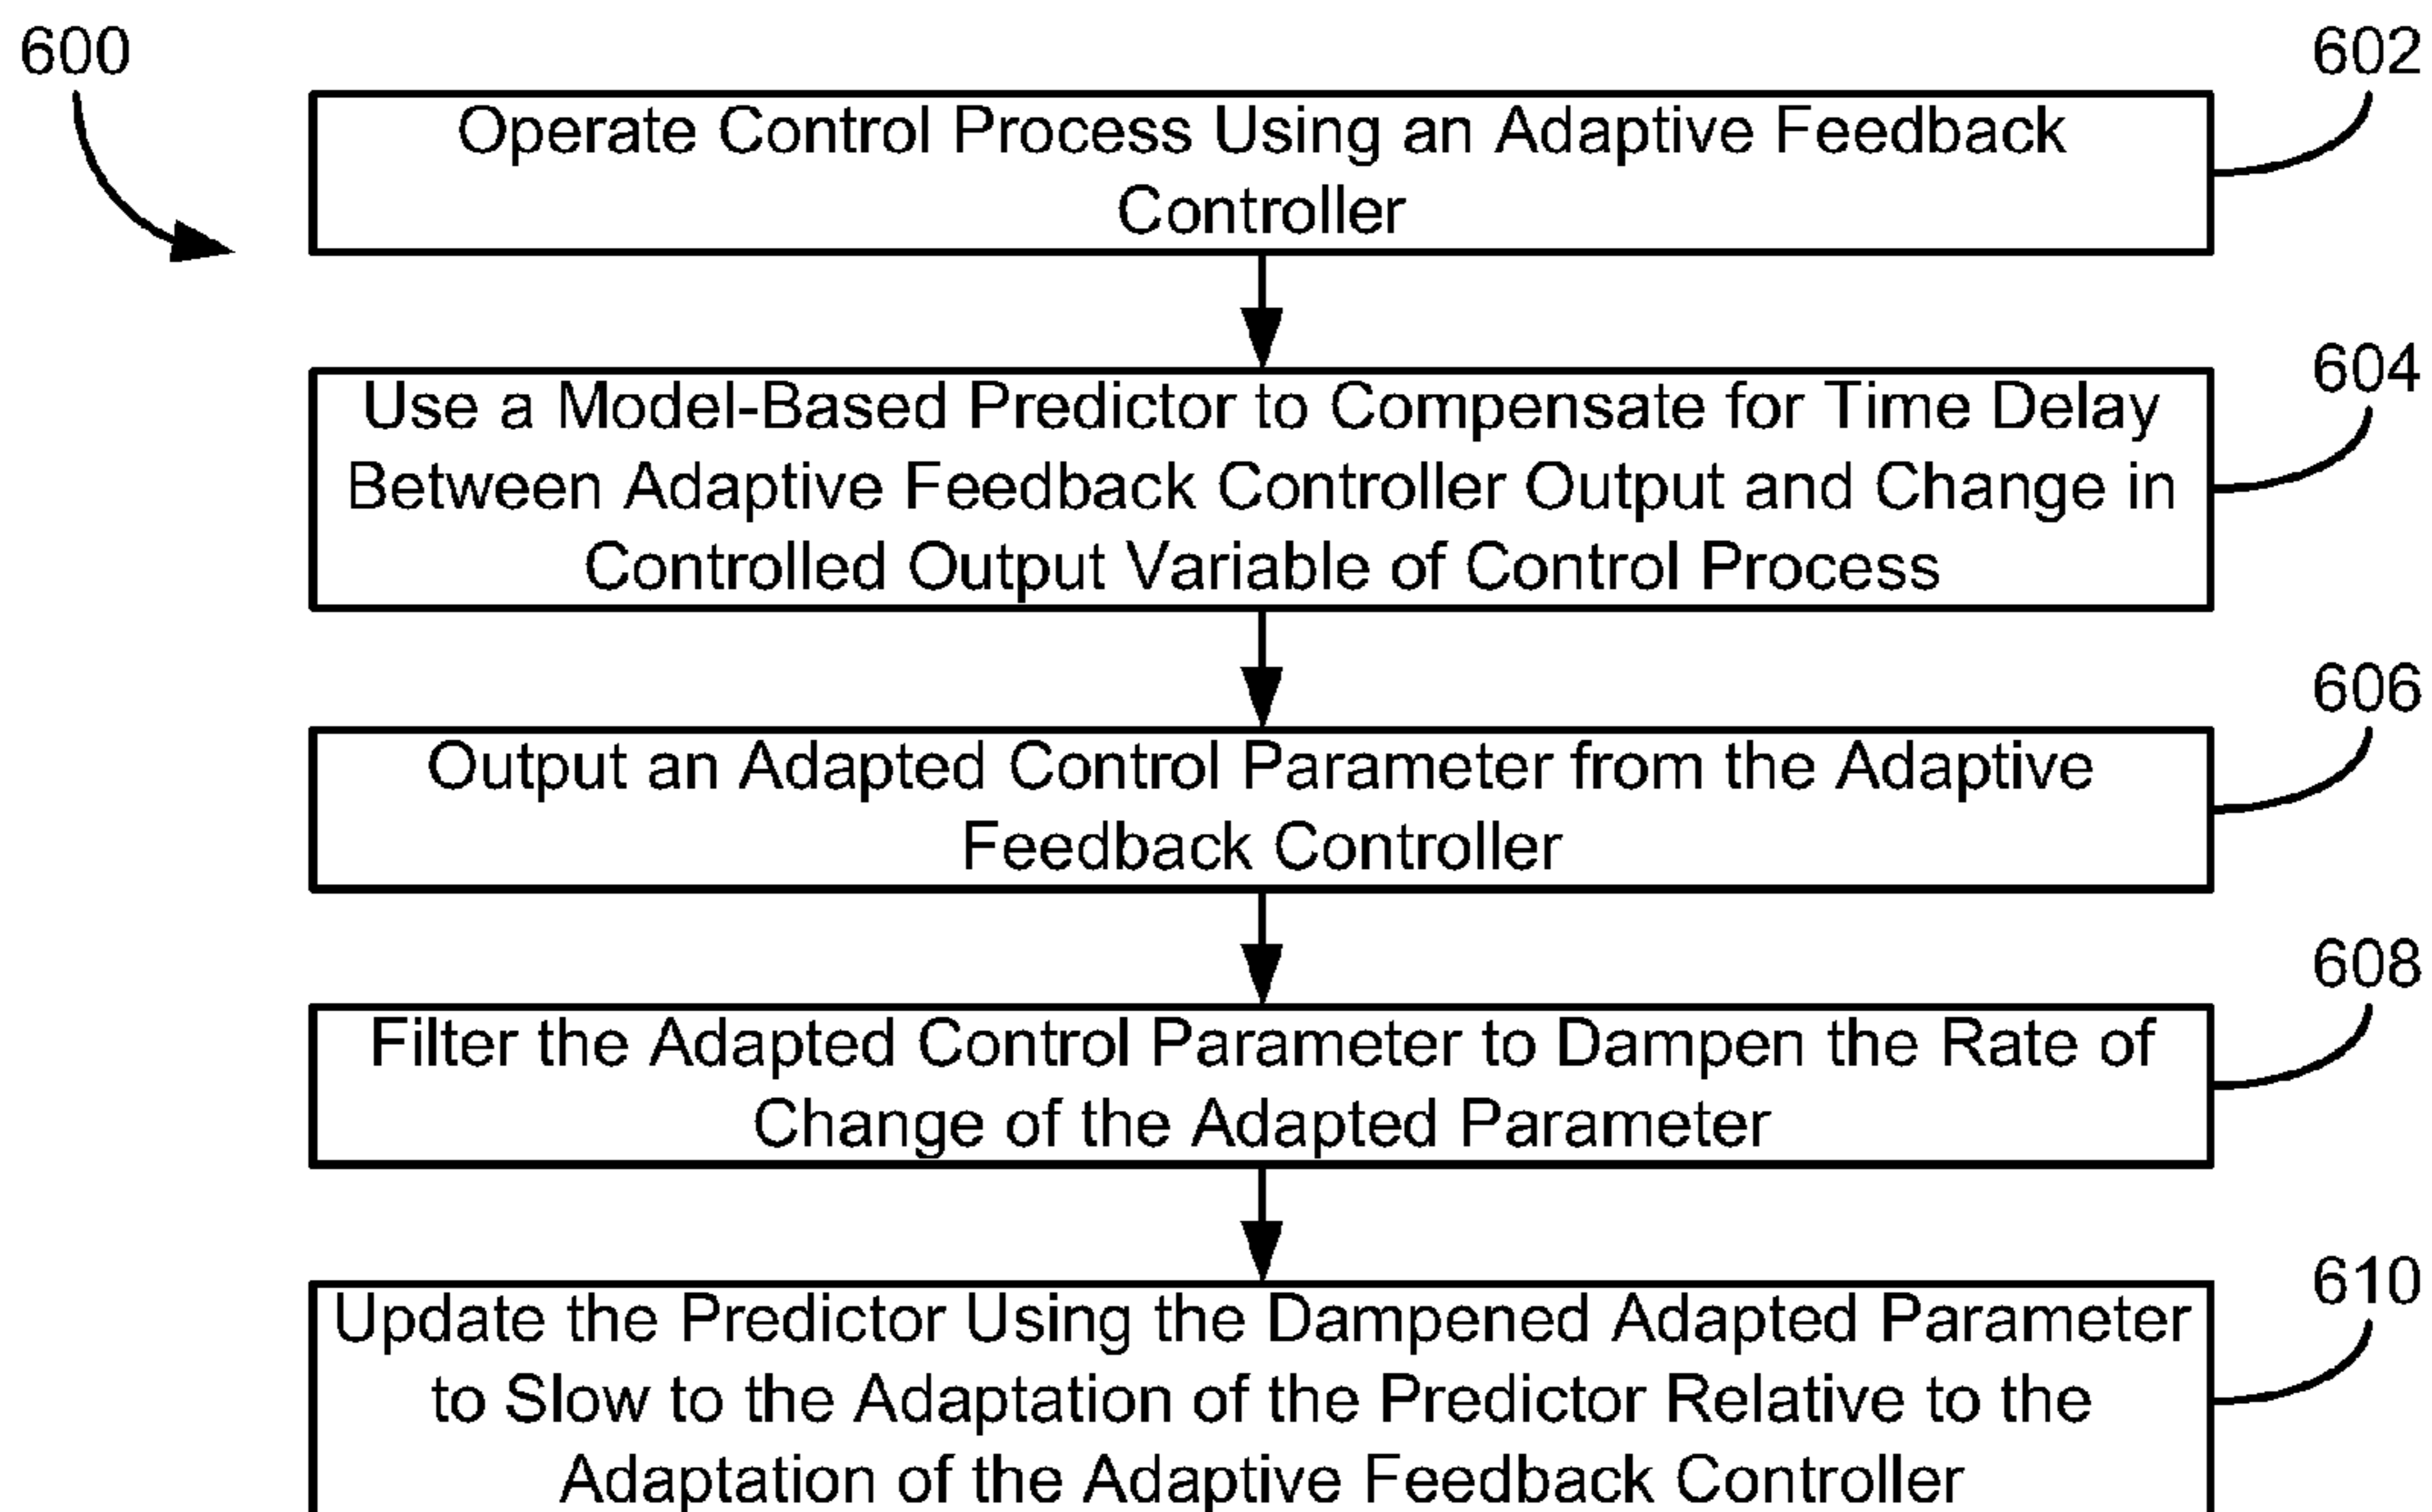 600
602
Operate Control Process Using an Adaptive Feedback
Controller
604
Use a Model-Based Predictor to Compensate for Time Delay
Between Adaptive Feedback Controller Output and Change in
Controlled Output Variable of Control Process
606
Output an Adapted Control Parameter from the Adaptive
Feedback Controller
608
Filter the Adapted Control Parameter to Dampen the Rate of
Change of the Adapted Parameter
610
Update the Predictor Using the Dampened Adapted Parameter
to Slow to the Adaptation of the Predictor Relative to the
Adaptation of the Adaptive Feedback Controller